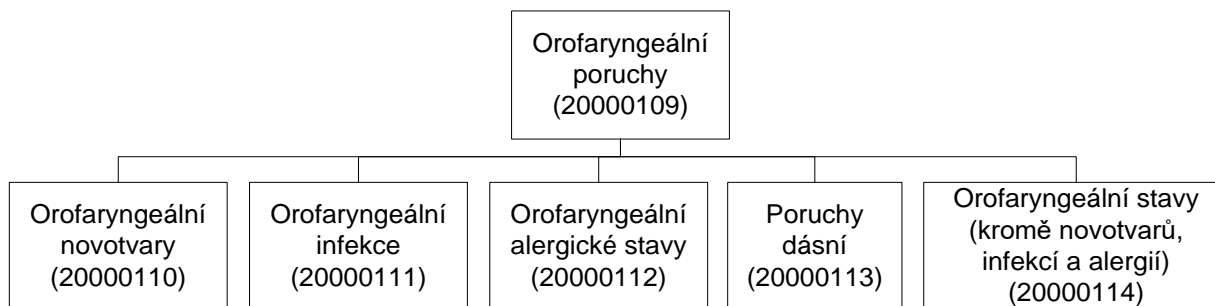 Orofaryngeální
poruchy
(20000109)
Orofaryngeální
novotvary
(20000110)
Orofaryngeální
infekce
(20000111)
Orofaryngeální
alergické stavy
(20000112)
Poruchy
dásní
(20000113)
Orofaryngeální stavy
(kromě novotvarů,
infekcí a alergií)
(20000114)